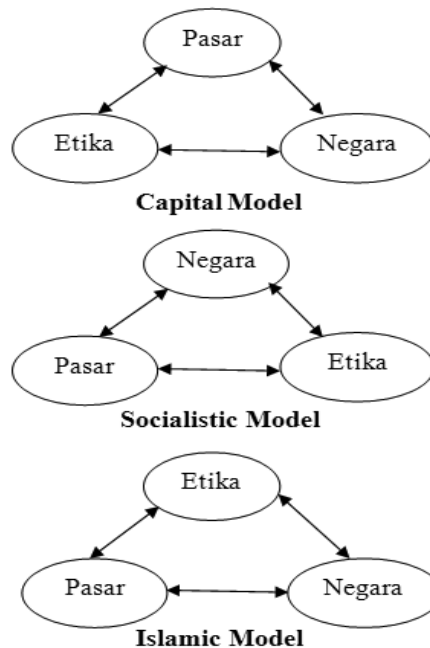 Pasar
Etika Negara
Capital Model
Negara
Pasar Etika
Socialistic Model
Etika
Pasar Negara
Islamic Model